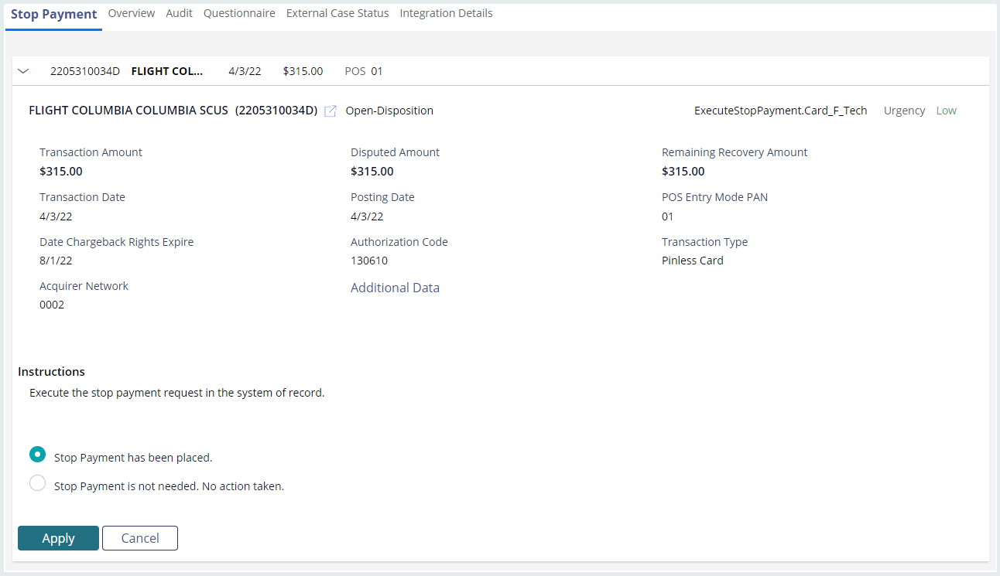 Stop Payment Overview Audit Questionnaire External Case Status Integration Details
2205310034D FLIGHT COL... 4/3/22 $315.00 POS 01
FLIGHT COLUMBIA COLUMBIA SCUS (2205310034D) Open-Disposition ExecuteStopPayment.Card_F_Tech Urgency Low
Transaction Amount Disputed Amount Remaining Recovery Amount
$315.00 $315.00 $315.00
Transaction Date Posting Date POS Entry Mode PAN
4/3/22 4/3/22 01
Date Chargeback Rights Expire Authorization Code Transaction Type
8/1/22 130610 Pinless Card
Acquirer Network Additional Data
0002
Instructions
Execute the stop payment request in the system of record.
Stop Payment has been placed.
Stop Payment is not needed. No action taken.
Apply Cancel